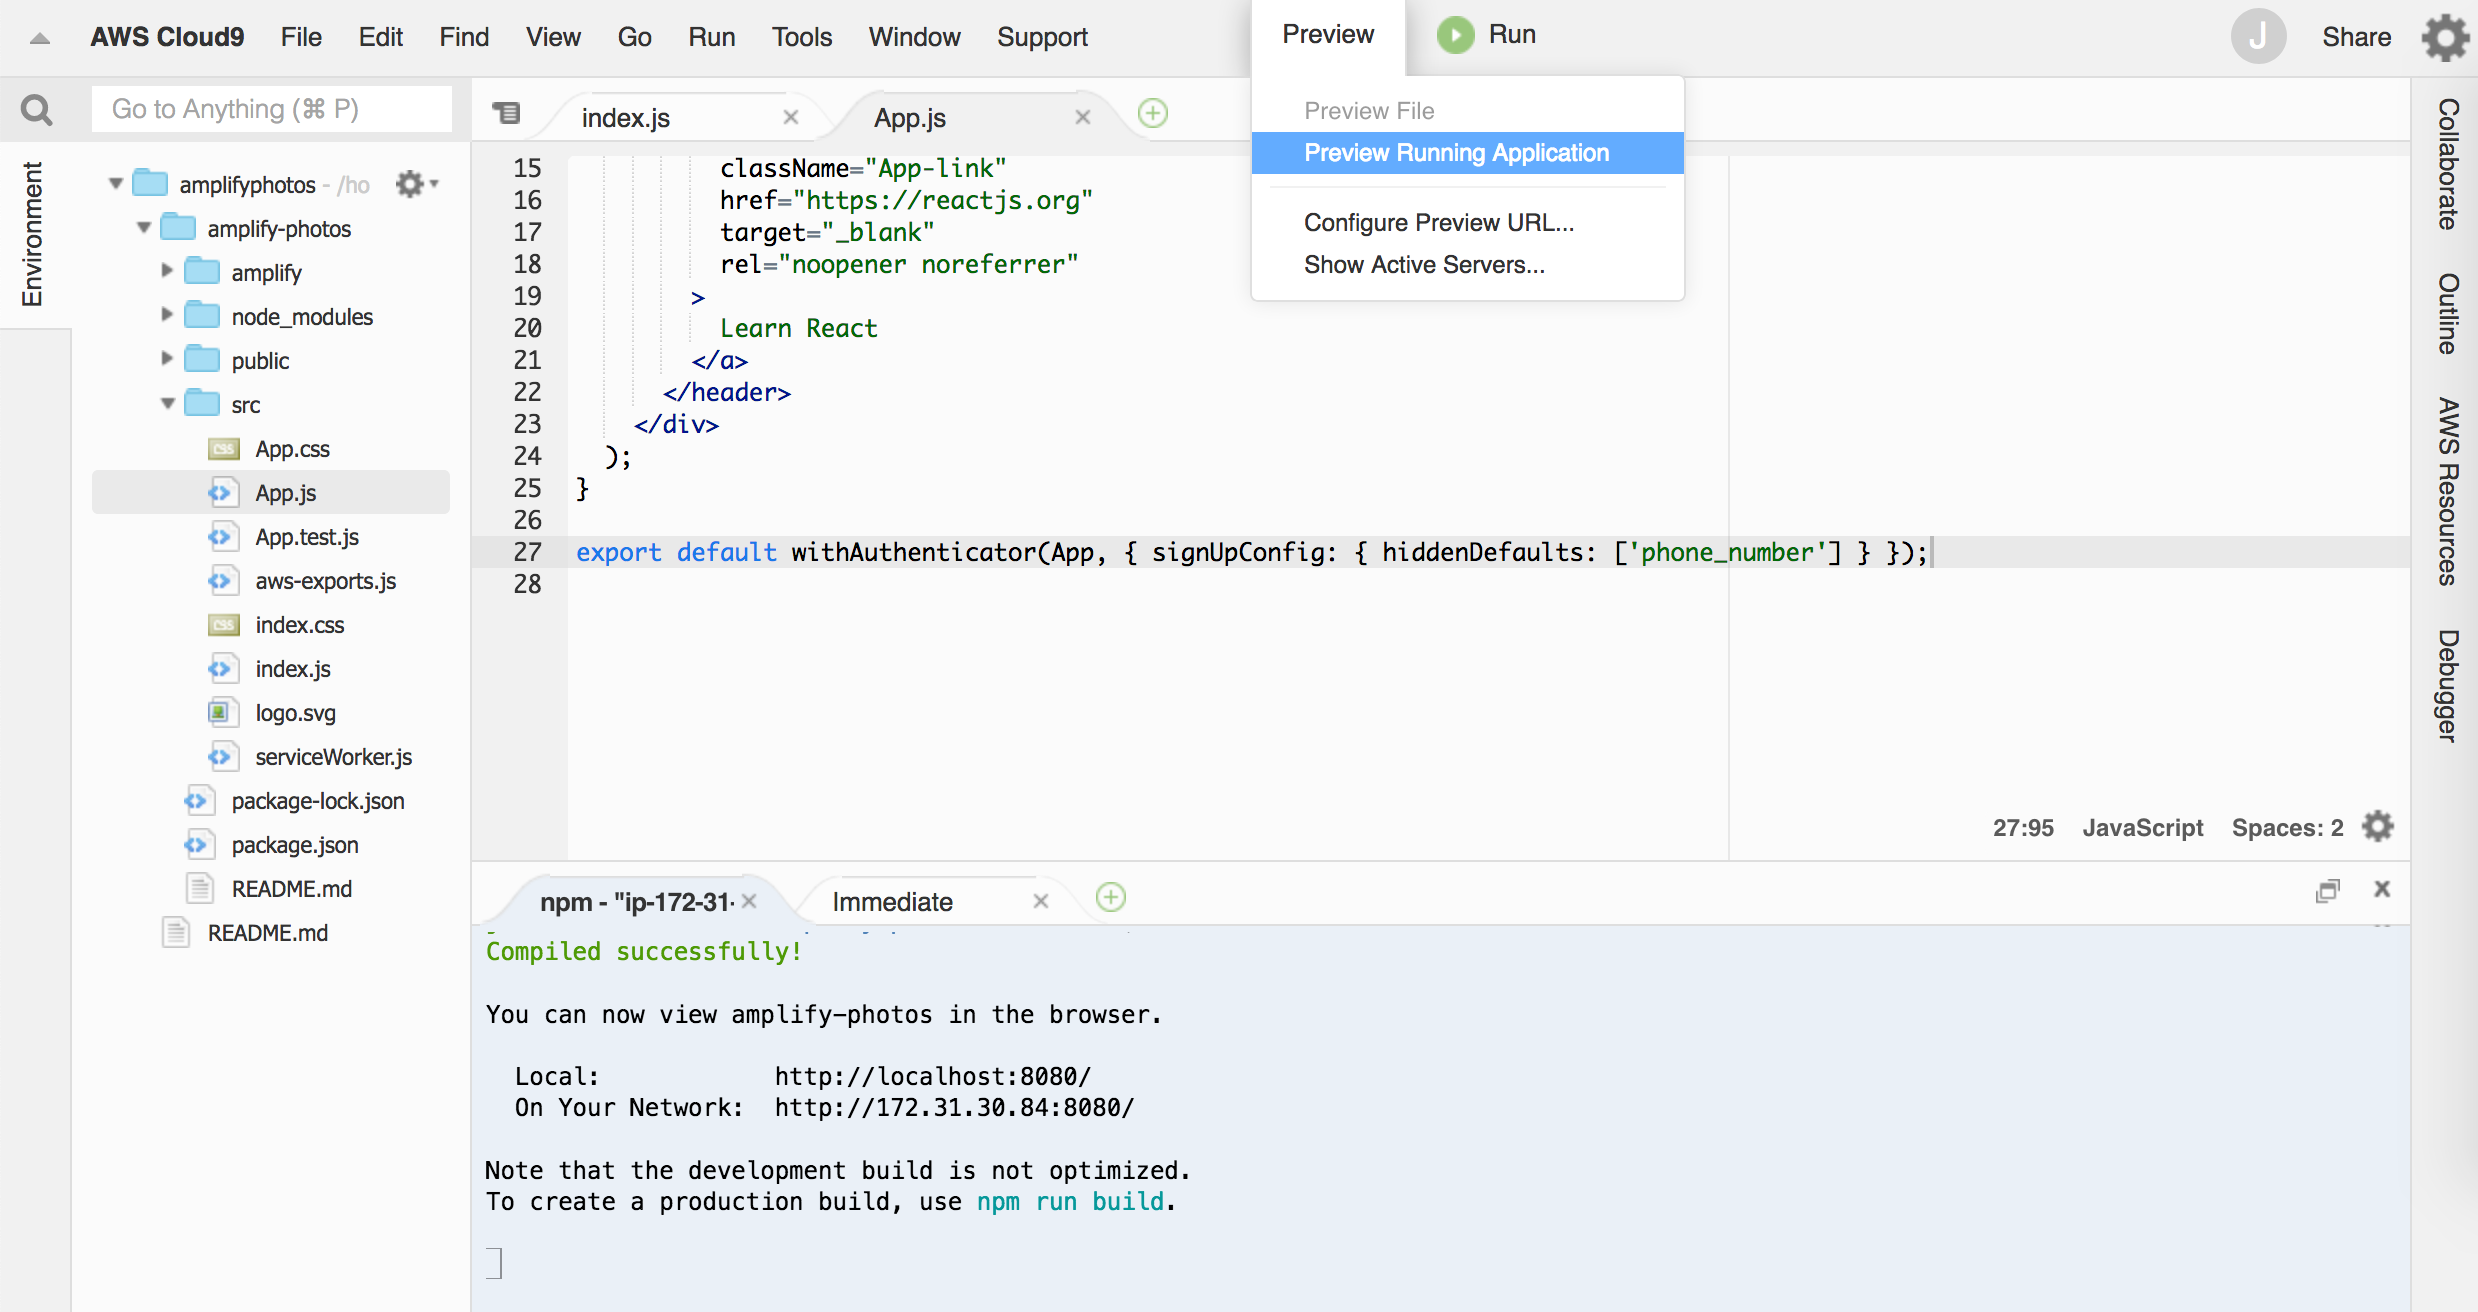 AWS Cloud9 File Edit Find View Go Run Tools Window Support Preview Run J Share
Go to Anything (⌘ P)
Environment
amplifyphotos - /ho
amplify-photos
amplify
node_modules
public
src
App.css
App.js
App.test.js
aws-exports.js
index.css
index.js
logo.svg
serviceWorker.js
package-lock.json
package.json
README.md
README.md
index.js App.js
Preview File
Preview Running Application
Configure Preview URL...
Show Active Servers...
15 className="App-link"
16 href="https://reactjs.org"
17 target="_blank"
18 rel="noopener noreferrer"
19 >
20 Learn React
21 </a>
22 </header>
23 </div>
24 );
25 }
26
27 export default withAuthenticator(App, { signUpConfig: { hiddenDefaults: ['phone_number'] } });
28
27:95 JavaScript Spaces: 2
npm - "ip-172-31- Immediate
Compiled successfully!
You can now view amplify-photos in the browser.
Local: http://localhost:8080/
On Your Network: http://172.31.30.84:8080/
Note that the development build is not optimized.
To create a production build, use npm run build.
Collaborate
Outline
AWS Resources
Debugger